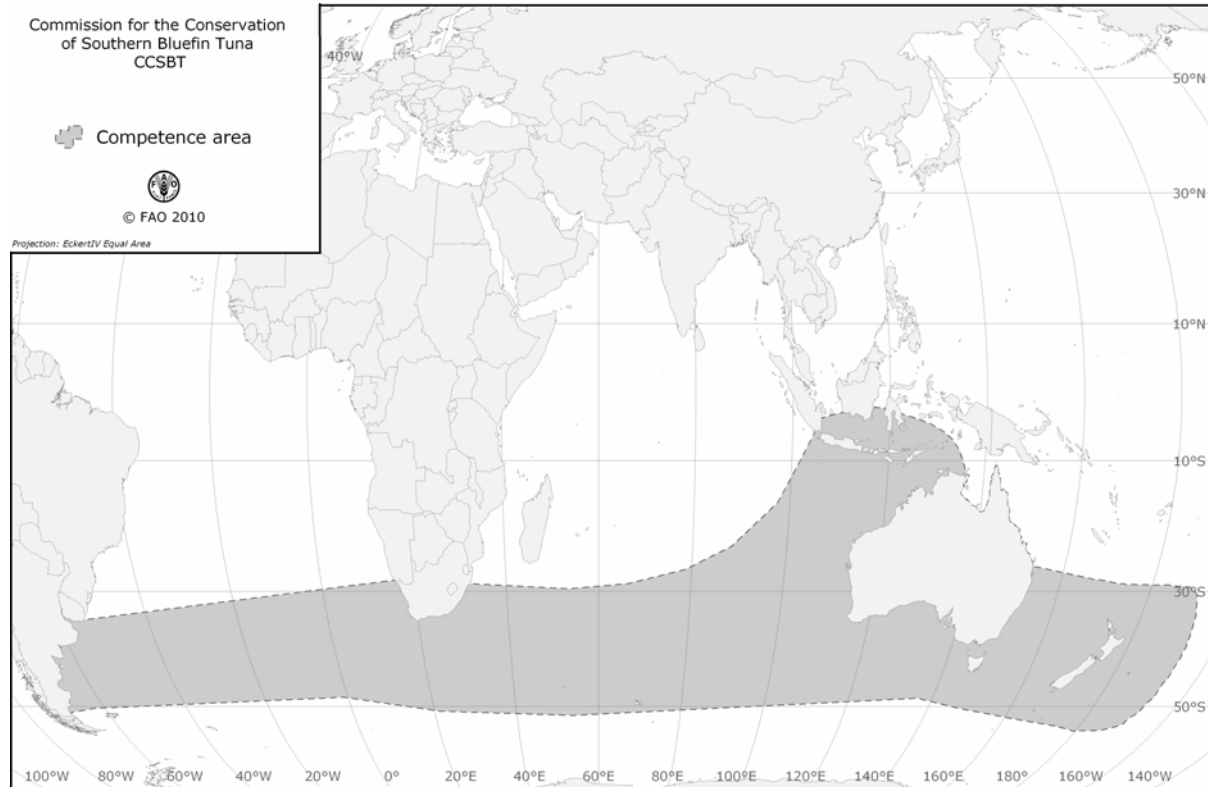 Commission for the Conservation
of Southern Bluefin Tuna
CCSBT
Competence area
FAO
© FAO 2010
Projection: EckertIV Equal Area
40°W
50°N
30°N
10°N
10°S
30°S
50°S
100°W 80°W 60°W 40°W 20°W 0° 20°E 40°E 60°E 80°E 100°E 120°E 140°E 160°E 180°W 160°W 140°W